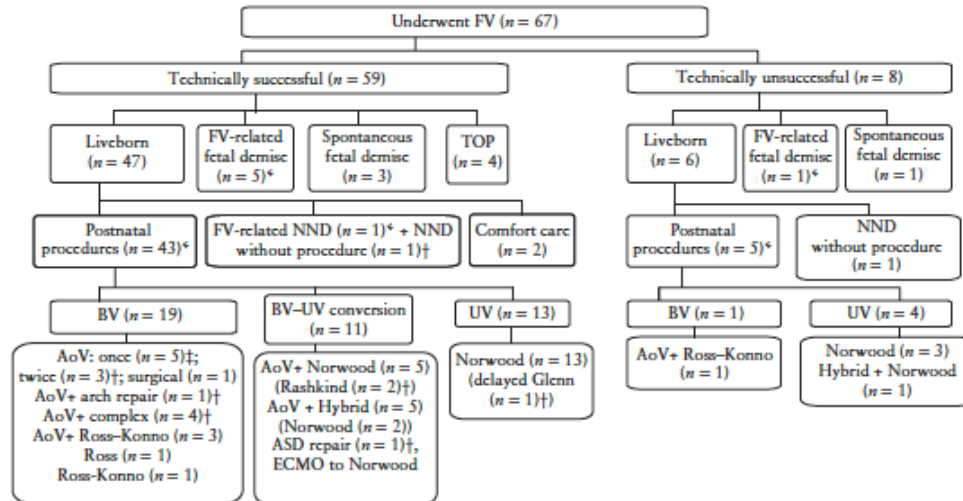 Underwent FV (n = 67)
Technically successful (n = 59)
Technically unsuccessful (n = 8)
Liveborn
(n = 47)
FV-related
fetal demise
(n = 5)*
Spontaneous
fetal demise
(n = 3)
TOP
(n = 4)
Liveborn
(n = 6)
FV-related
fetal demise
(n = 1)*
Spontaneous
fetal demise
(n = 1)
Postnatal
procedures (n = 43)*
FV-related NND (n = 1)* + NND
without procedure (n = 1)†
Comfort care
(n = 2)
Postnatal
procedures (n = 5)*
NND
without procedure
(n = 1)
BV (n = 19)
BV–UV conversion
(n = 11)
UV (n = 13)
BV (n = 1)
UV (n = 4)
AoV: once (n = 5)‡;
twice (n = 3)†; surgical (n = 1)
AoV+ arch repair (n = 1)†
AoV+ complex (n = 4)†
AoV+ Ross–Konno (n = 3)
Ross (n = 1)
Ross-Konno (n = 1)
AoV+ Norwood (n = 5)
(Rashkind (n = 2)†)
AoV + Hybrid (n = 5)
(Norwood (n = 2))
ASD repair (n = 1)†,
ECMO to Norwood
Norwood (n = 13)
(delayed Glenn
(n = 1)†)
AoV+ Ross–Konno
(n = 1)
Norwood (n = 3)
Hybrid + Norwood
(n = 1)